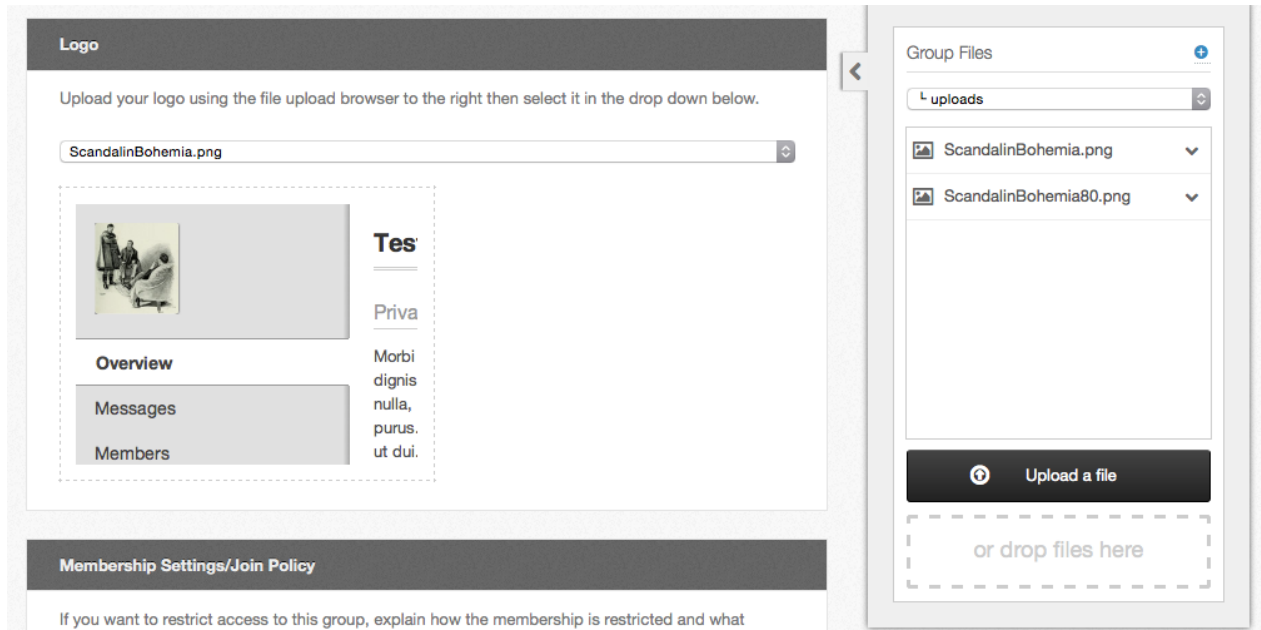 Logo
Upload your logo using the file upload browser to the right then select it in the drop down below.
ScandalinBohemia.png
Tes
Priva
Overview
Morbi
dignis
Messages
nulla,
purus.
Members
ut dui.
Membership Settings/Join Policy
If you want to restrict access to this group, explain how the membership is restricted and what
Group Files
└ uploads
ScandalinBohemia.png
ScandalinBohemia80.png
Upload a file
or drop files here